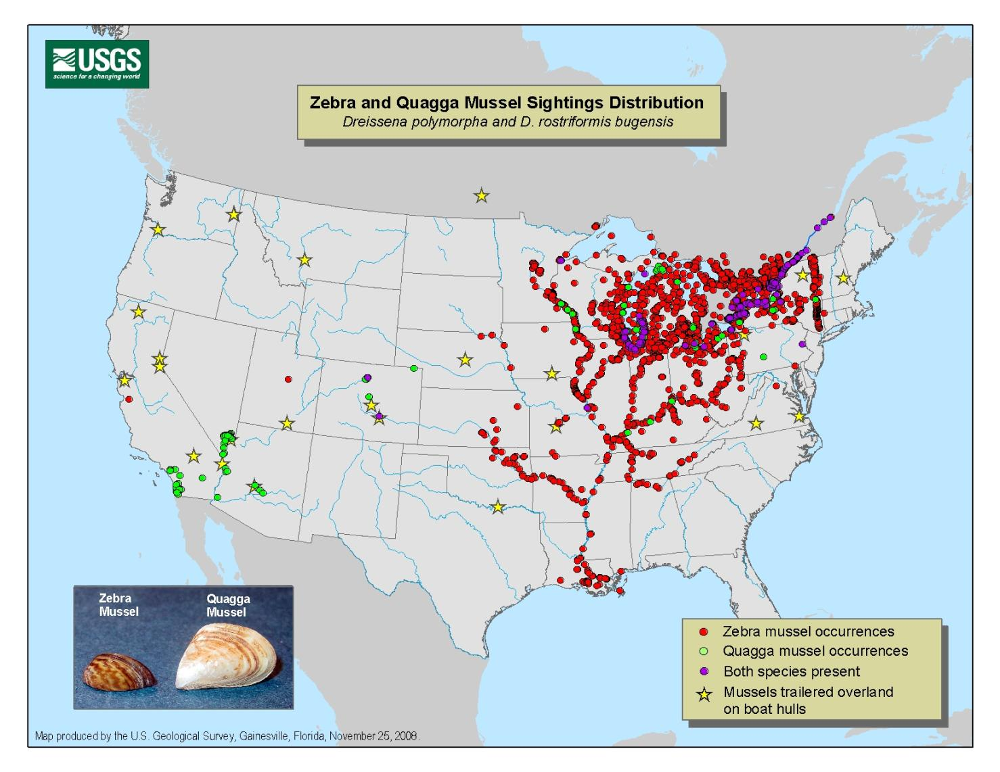 USGS
science for a changing world
Zebra and Quagga Mussel Sightings Distribution
Dreissena polymorpha and D. rostriformis bugensis
Zebra
Mussel
Quagga
Mussel
Zebra mussel occurrences
Quagga mussel occurrences
Both species present
Mussels trailered overland
on boat hulls
Map produced by the U.S. Geological Survey, Gainesville, Florida, November 25, 2008.